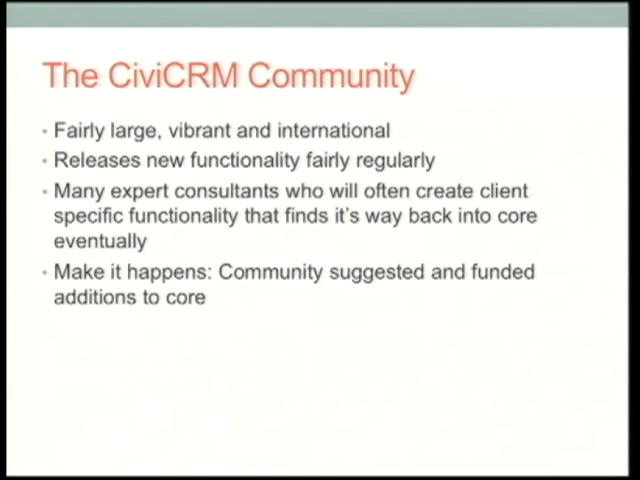 The CiviCRM Community
• Fairly large, vibrant and international
• Releases new functionality fairly regularly
• Many expert consultants who will often create client
specific functionality that finds it's way back into core
eventually
• Make it happens: Community suggested and funded
additions to core